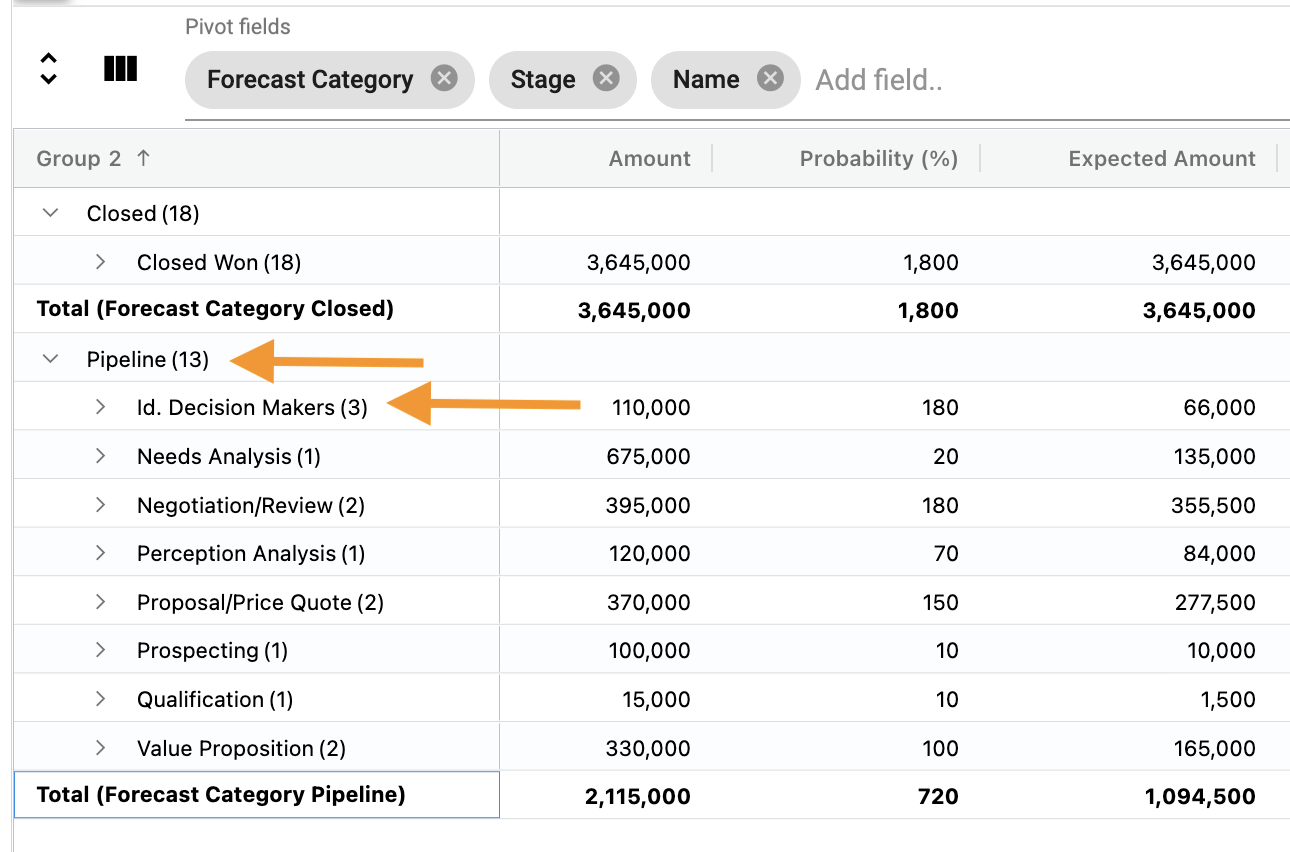 Pivot fields
Forecast Category Stage Name Add field..
Group 2 ↑ Amount Probability (%) Expected Amount
Closed (18)
Closed Won (18) 3,645,000 1,800 3,645,000
Total (Forecast Category Closed) 3,645,000 1,800 3,645,000
Pipeline (13)
Id. Decision Makers (3) 110,000 180 66,000
Needs Analysis (1) 675,000 20 135,000
Negotiation/Review (2) 395,000 180 355,500
Perception Analysis (1) 120,000 70 84,000
Proposal/Price Quote (2) 370,000 150 277,500
Prospecting (1) 100,000 10 10,000
Qualification (1) 15,000 10 1,500
Value Proposition (2) 330,000 100 165,000
Total (Forecast Category Pipeline) 2,115,000 720 1,094,500